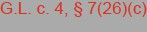 G.L. c. 4, § 7(26)(c)